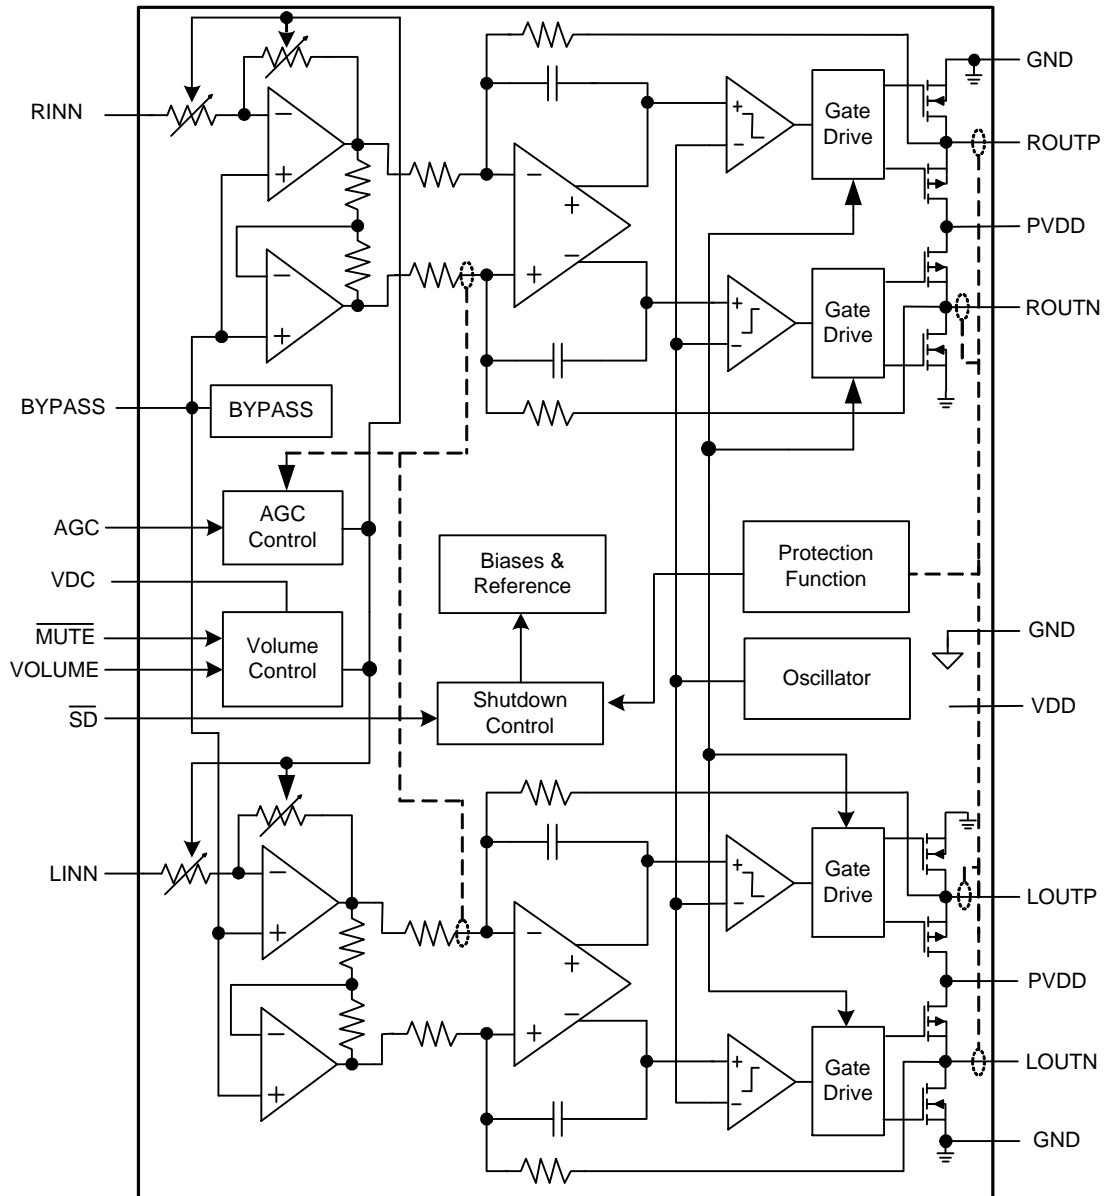 GND
RINN
Gate
Drive
ROUTP
PVDD
Gate
Drive
ROUTN
BYPASS
BYPASS
AGC
AGC
Control
Biases &
Reference
Protection
Function
VDC
MUTE
VOLUME
Volume
Control
GND
Oscillator
SD
Shutdown
Control
VDD
LINN
Gate
Drive
LOUTP
PVDD
Gate
Drive
LOUTN
GND